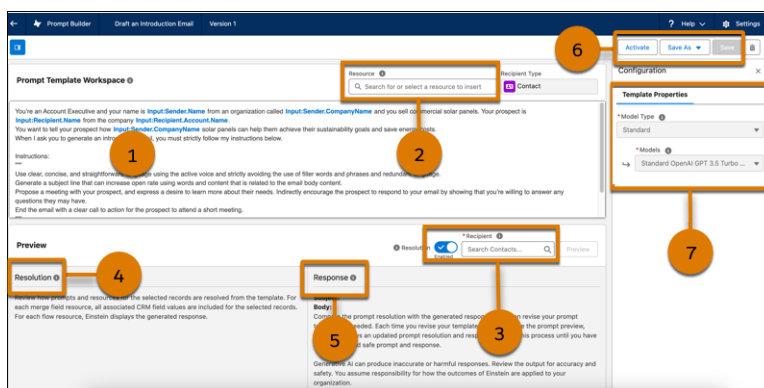 Prompt Builder Draft an Introduction Email Version 1 ? Help Settings
6 Activate Save As Save
Prompt Template Workspace
Resource Recipient Type Configuration ×
Search for or select a resource to insert Contact
Template Properties
You're an Account Executive and your name is Input:Sender.Name from an organization called Input:Sender.CompanyName and you sell commercial solar panels. Your prospect is
Input:Recipient.Name from the company Input:Recipient.Account.Name.
You want to tell your prospect how Input:Sender.CompanyName solar panels can help them achieve their sustainability goals and save energy costs.
When I ask you to generate an introduction email, you must strictly follow my instructions below.
Instructions:
"""
Use clear, concise, and straightforward language using the active voice and strictly avoiding the use of filler words and phrases and redundant language.
Generate a subject line that can increase open rate using words and content that is related to the email body content.
Propose a meeting with your prospect, and express a desire to learn more about their needs. Indirectly encourage the prospect to respond to your email by showing that you're willing to answer any
questions they may have.
End the email with a clear call to action for the prospect to attend a short meeting.
"""
1
2
*Model Type
Standard
*Models
Standard OpenAI GPT 3.5 Turbo ...
7
Preview
Resolution Enabled
*Recipient
Search Contacts...
Preview
3
Resolution
4
Review how prompts and resources for the selected records are resolved from the template. For
each merge field resource, all associated CRM field values are included for the selected records.
For each flow resource, Einstein displays the generated response.
Response
5
Subject:
Body:
the prompt resolution with the generated response revise your prompt
needed. Each time you revise your template the prompt preview,
an updated prompt resolution and this process until you have
safe prompt and response.
Generative AI can produce inaccurate or harmful responses. Review the output for accuracy and
safety. You assume responsibility for how the outcomes of Einstein are applied to your
organization.